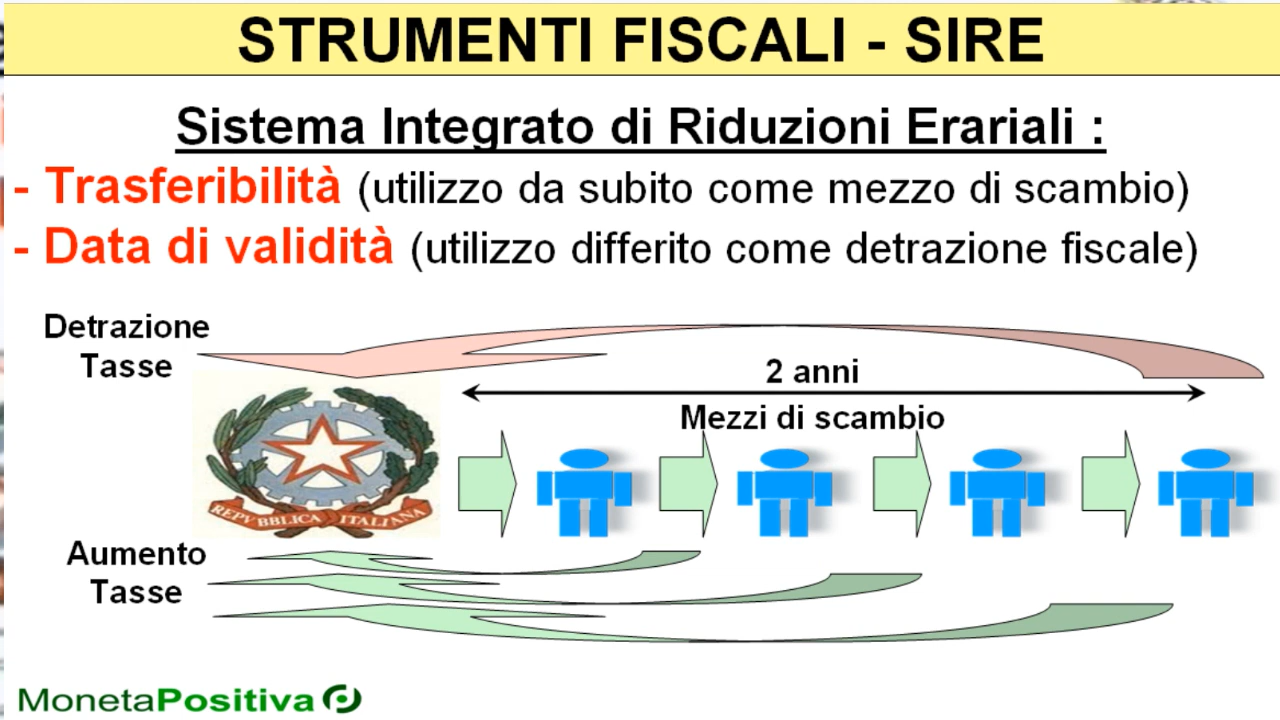 STRUMENTI FISCALI - SIRE
Sistema Integrato di Riduzioni Erariali :
- Trasferibilità (utilizzo da subito come mezzo di scambio)
- Data di validità (utilizzo differito come detrazione fiscale)
Detrazione
Tasse
2 anni
Mezzi di scambio
REPVBBLICA ITALIANA
Aumento
Tasse
MonetaPositiva